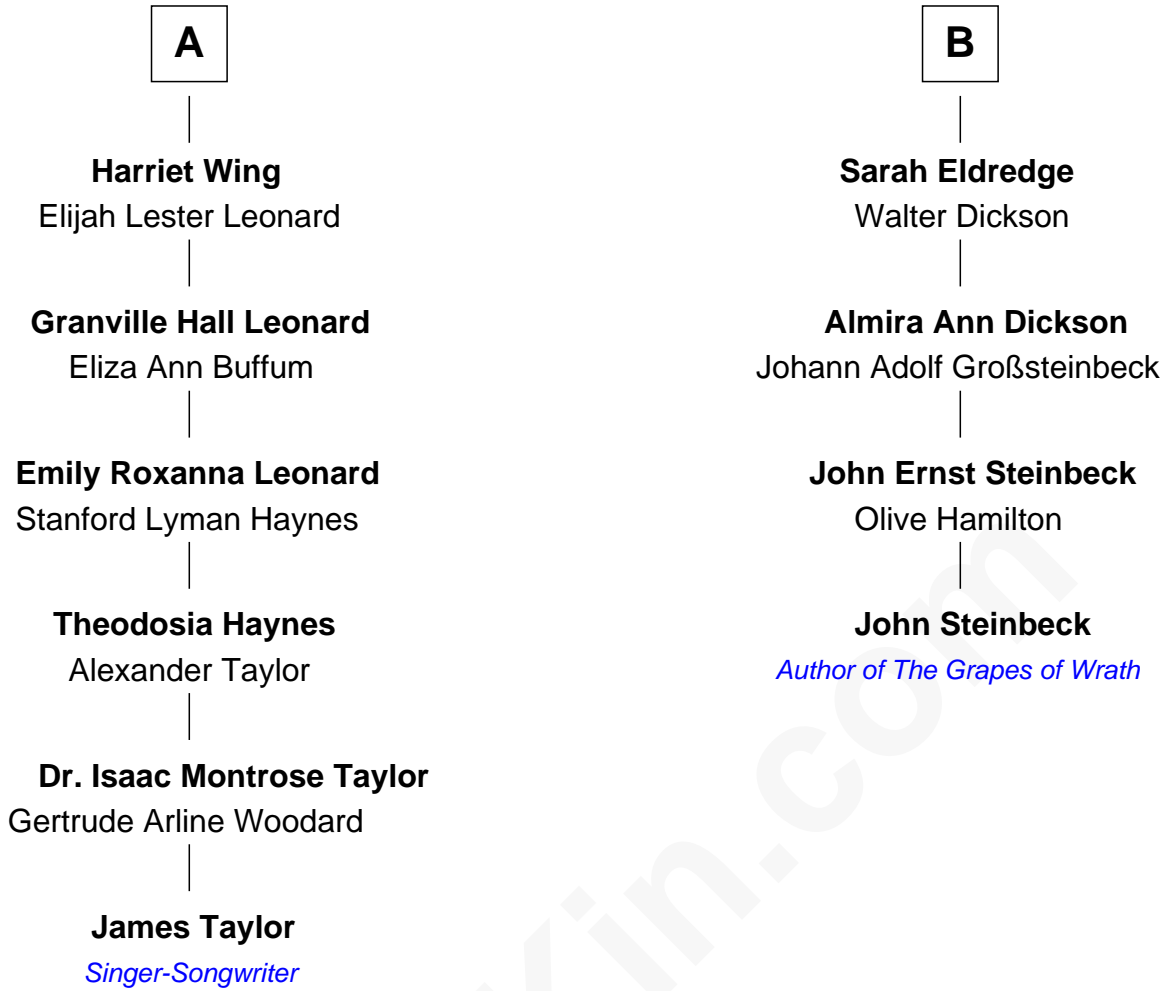 A
Harriet Wing
Elijah Lester Leonard
Granville Hall Leonard
Eliza Ann Buffum
Emily Roxanna Leonard
Stanford Lyman Haynes
Theodosia Haynes
Alexander Taylor
Dr. Isaac Montrose Taylor
Gertrude Arline Woodard
James Taylor
Singer-Songwriter
B
Sarah Eldredge
Walter Dickson
Almira Ann Dickson
Johann Adolf Großsteinbeck
John Ernst Steinbeck
Olive Hamilton
John Steinbeck
Author of The Grapes of Wrath
Kin.com